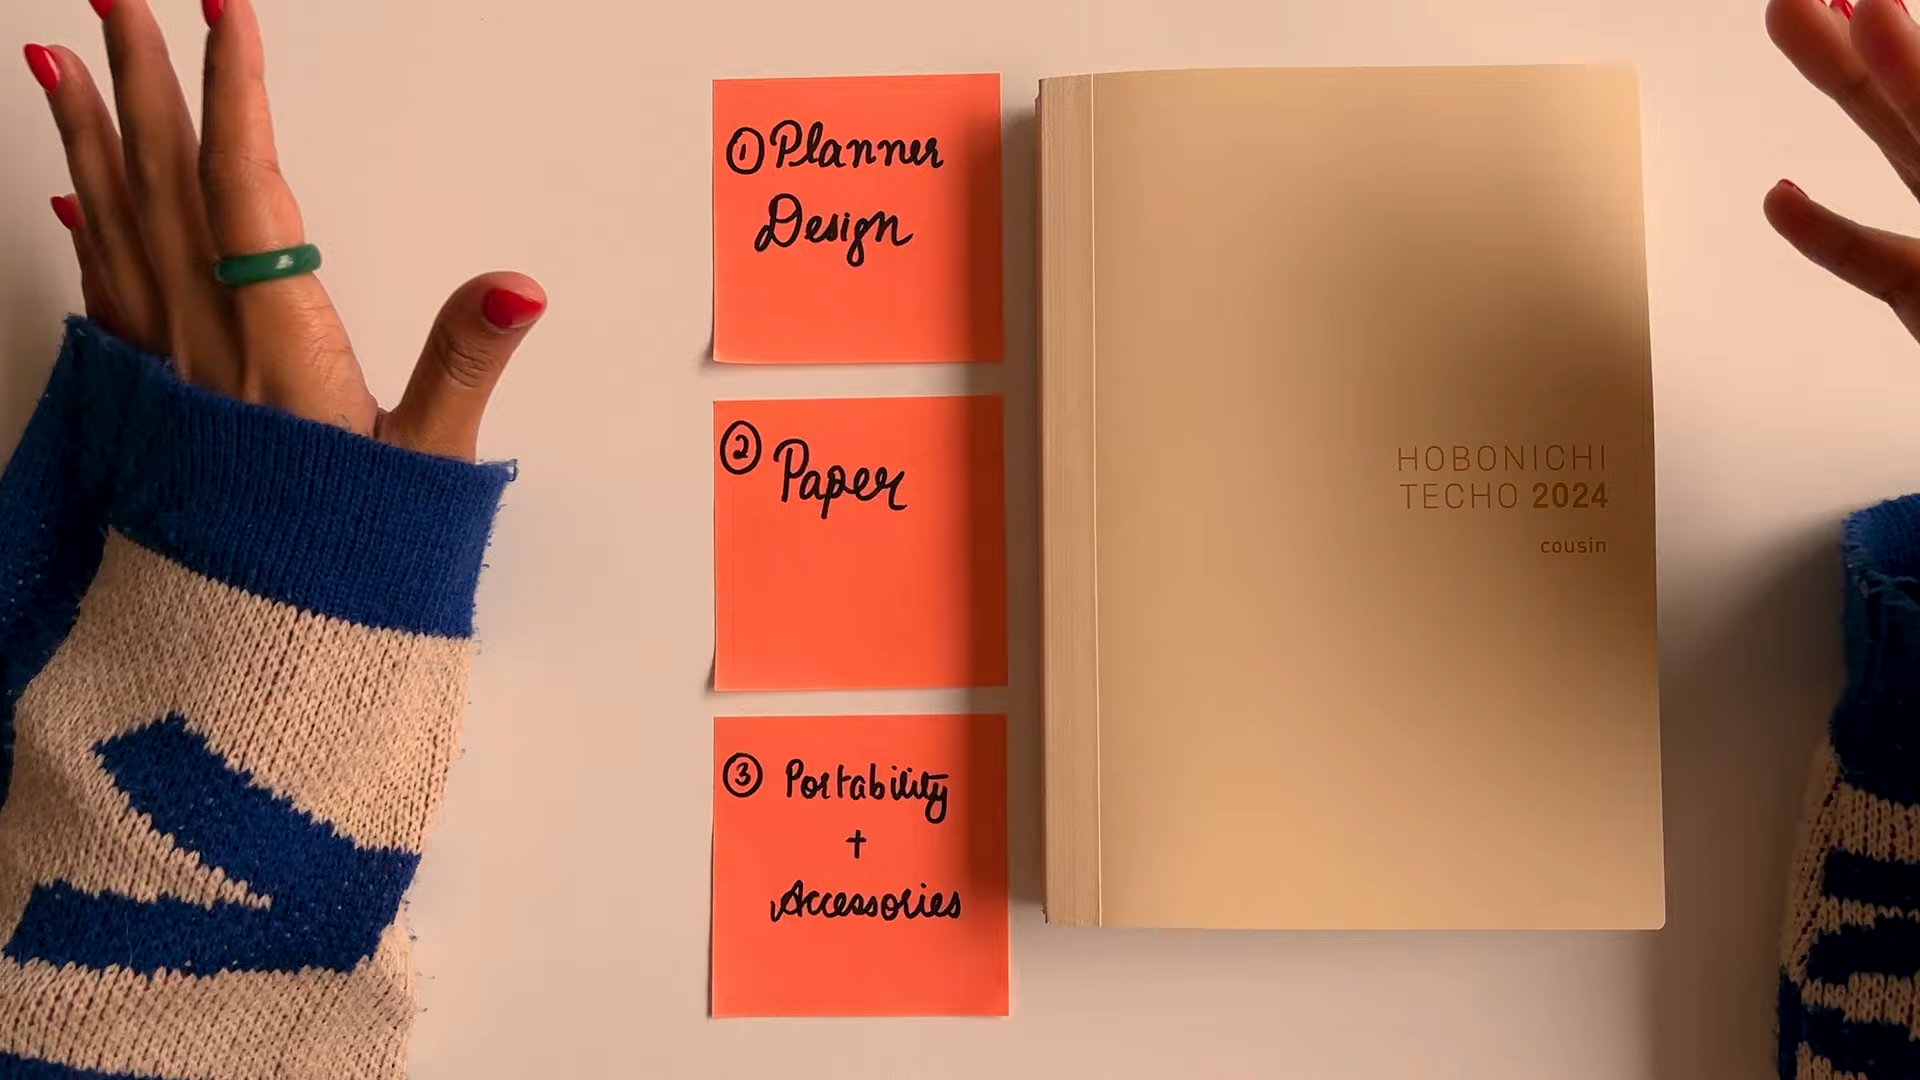 ① Planner
Design
② Paper
③ Portability
+
Accessories
HOBONICHI
TECHO 2024
cousin